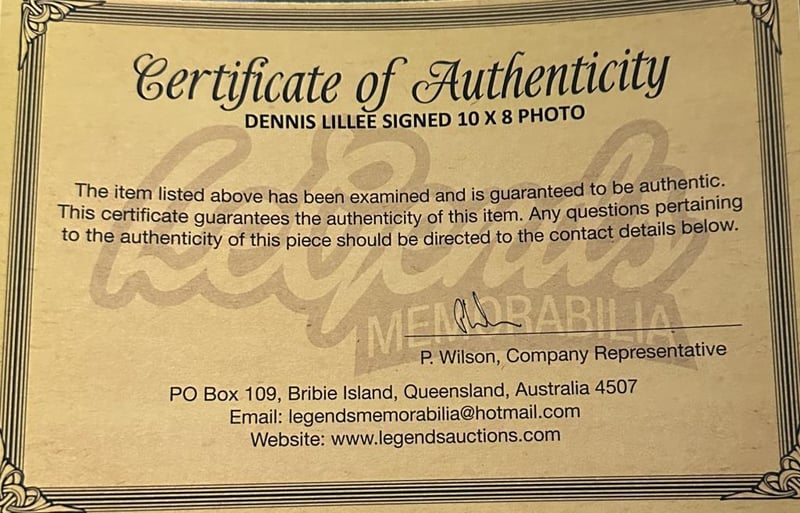 Certificate of Authenticity
DENNIS LILLEE SIGNED 10 X 8 PHOTO
Legends
MEMORABILIA
The item listed above has been examined and is guaranteed to be authentic.
This certificate guarantees the authenticity of this item. Any questions pertaining
to the authenticity of this piece should be directed to the contact details below.
P. Wilson, Company Representative
PO Box 109, Bribie Island, Queensland, Australia 4507
Email: legendsmemorabilia@hotmail.com
Website: www.legendsauctions.com